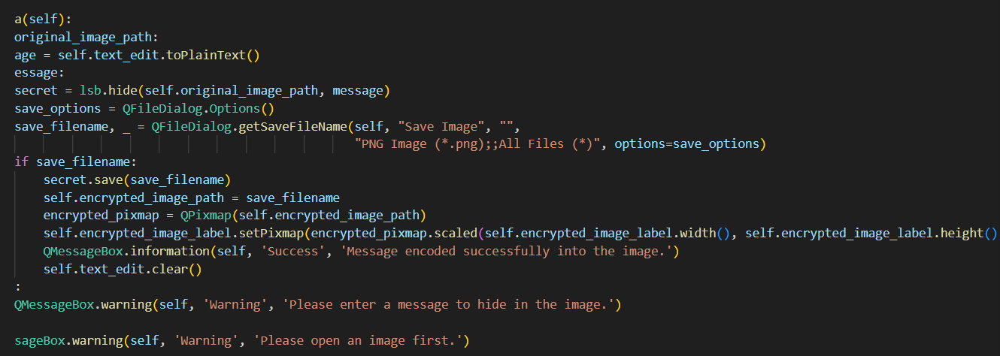 a(self):
original_image_path:
age = self.text_edit.toPlainText()
essage:
secret = lsb.hide(self.original_image_path, message)
save_options = QFileDialog.Options()
save_filename, _ = QFileDialog.getSaveFileName(self, "Save Image", "",
"PNG Image (*.png);;All Files (*)", options=save_options)
if save_filename:
    secret.save(save_filename)
    self.encrypted_image_path = save_filename
    encrypted_pixmap = QPixmap(self.encrypted_image_path)
    self.encrypted_image_label.setPixmap(encrypted_pixmap.scaled(self.encrypted_image_label.width(), self.encrypted_image_label.height()
    QMessageBox.information(self, 'Success', 'Message encoded successfully into the image.')
    self.text_edit.clear()
:
QMessageBox.warning(self, 'Warning', 'Please enter a message to hide in the image.')
sageBox.warning(self, 'Warning', 'Please open an image first.')